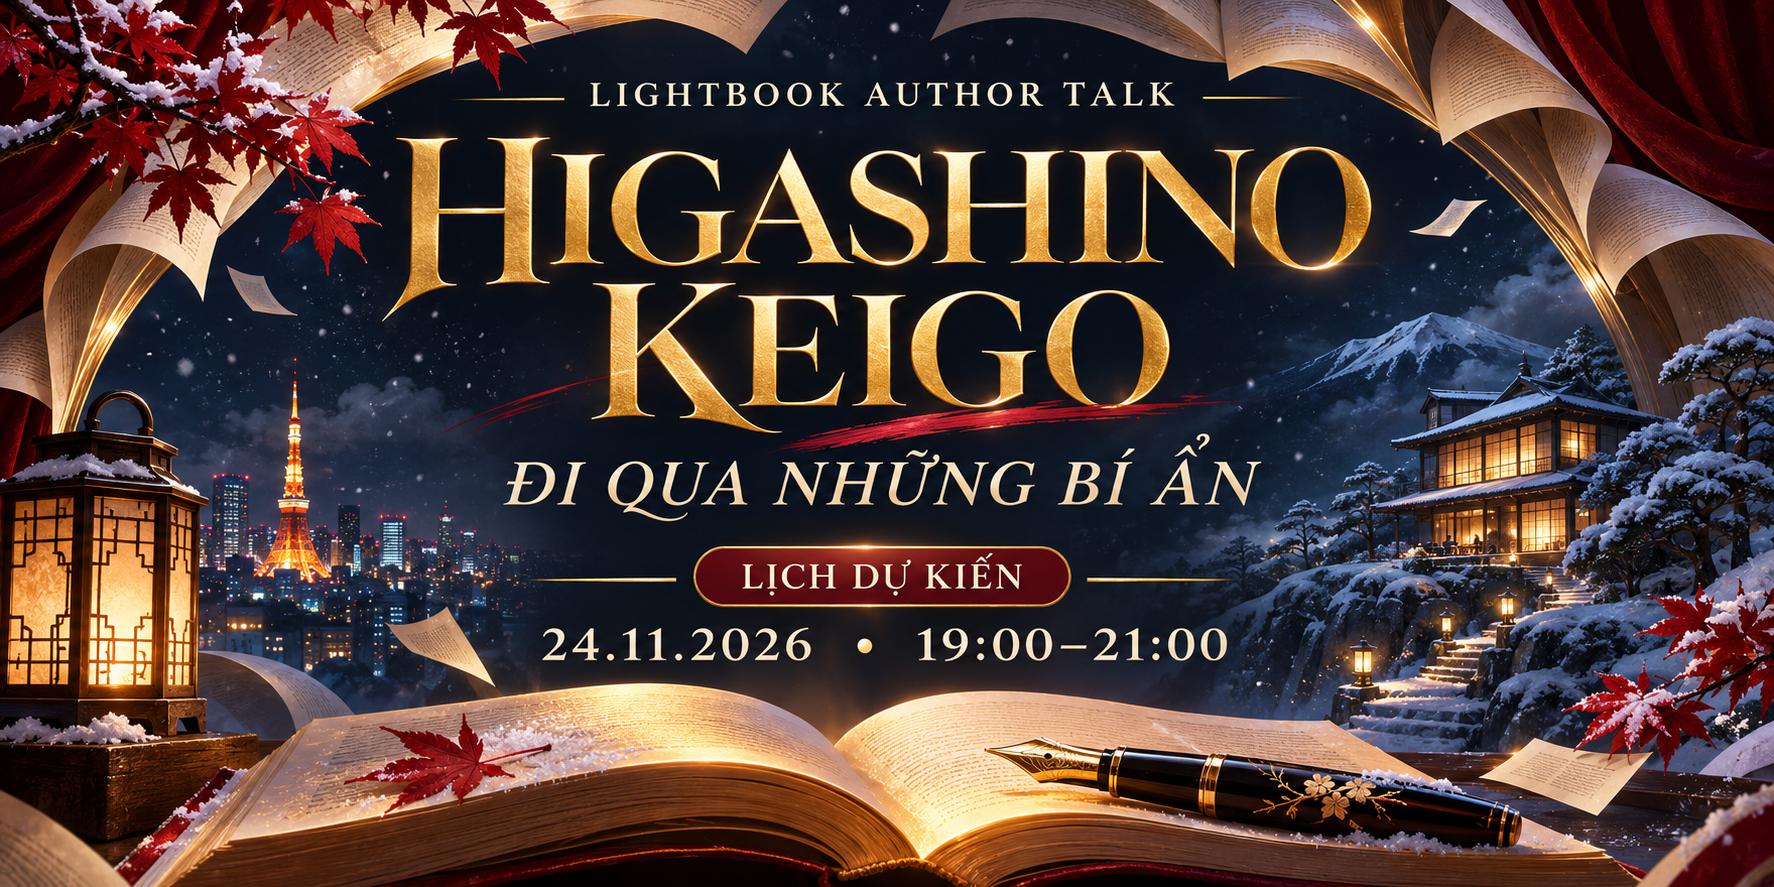 LIGHTBOOK AUTHOR TALK
HIGASHINO
KEIGO
ĐI QUA NHỮNG BÍ ẨN
LỊCH DỰ KIẾN
24.11.2026 • 19:00–21:00